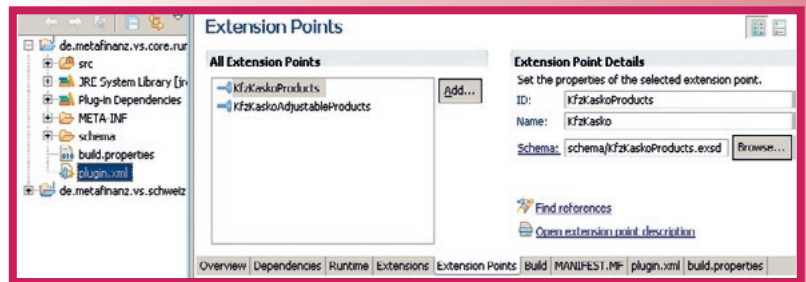 de.metafinanz.vs.core.rur
src
JRE System Library [jr
Plug-in Dependencies
META-INF
schema
build.properties
plugin.xml
de.metafinanz.vs.schweiz
Extension Points
All Extension Points
KfzKaskoProducts
KfzKaskoAdjustableProducts
Add...
Extension Point Details
Set the properties of the selected extension point.
ID: KfzKaskoProducts
Name: KfzKasko
Schema: schema/KfzKaskoProducts.exsd Browse...
Find references
Open extension point description
Overview Dependencies Runtime Extensions Extension Points Build MANIFEST.MF plugin.xml build.properties